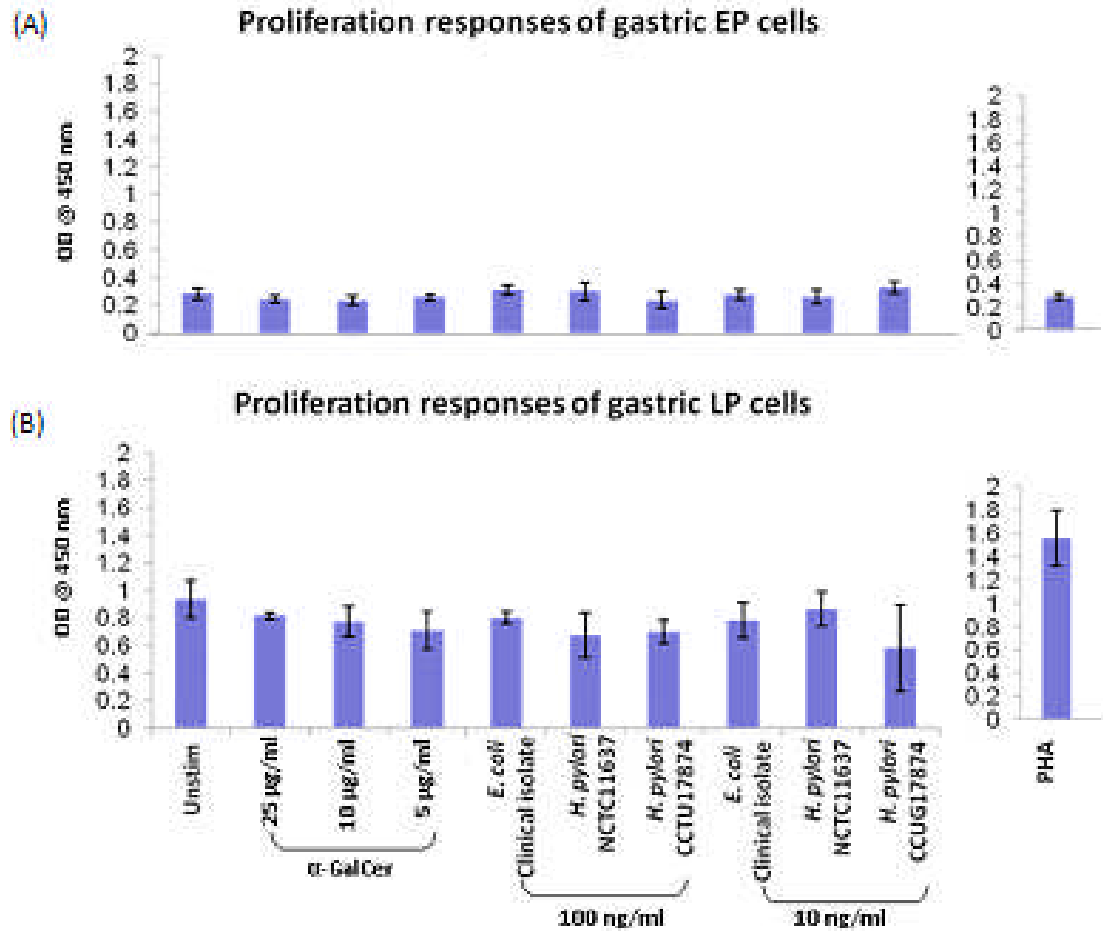 (A)
Proliferation responses of gastric EP cells
OD @ 450 nm
2
1.8
1.6
1.4
1.2
1
0.8
0.6
0.4
0.2
0
2
1.8
1.6
1.4
1.2
1
0.8
0.6
0.4
0.2
0
(B)
Proliferation responses of gastric LP cells
OD @ 450 nm
2
1.8
1.6
1.4
1.2
1
0.8
0.6
0.4
0.2
0
2
1.8
1.6
1.4
1.2
1
0.8
0.6
0.4
0.2
0
Unstim
25 µg/ml
10 µg/ml
5 µg/ml
E. coli
Clinical isolate
H. pylori
NCTC11637
H. pylori
CCTU17874
E. coli
Clinical isolate
H. pylori
NCTC11637
H. pylori
CCUG17874
PHA
α-GalCer
100 ng/ml
10 ng/ml